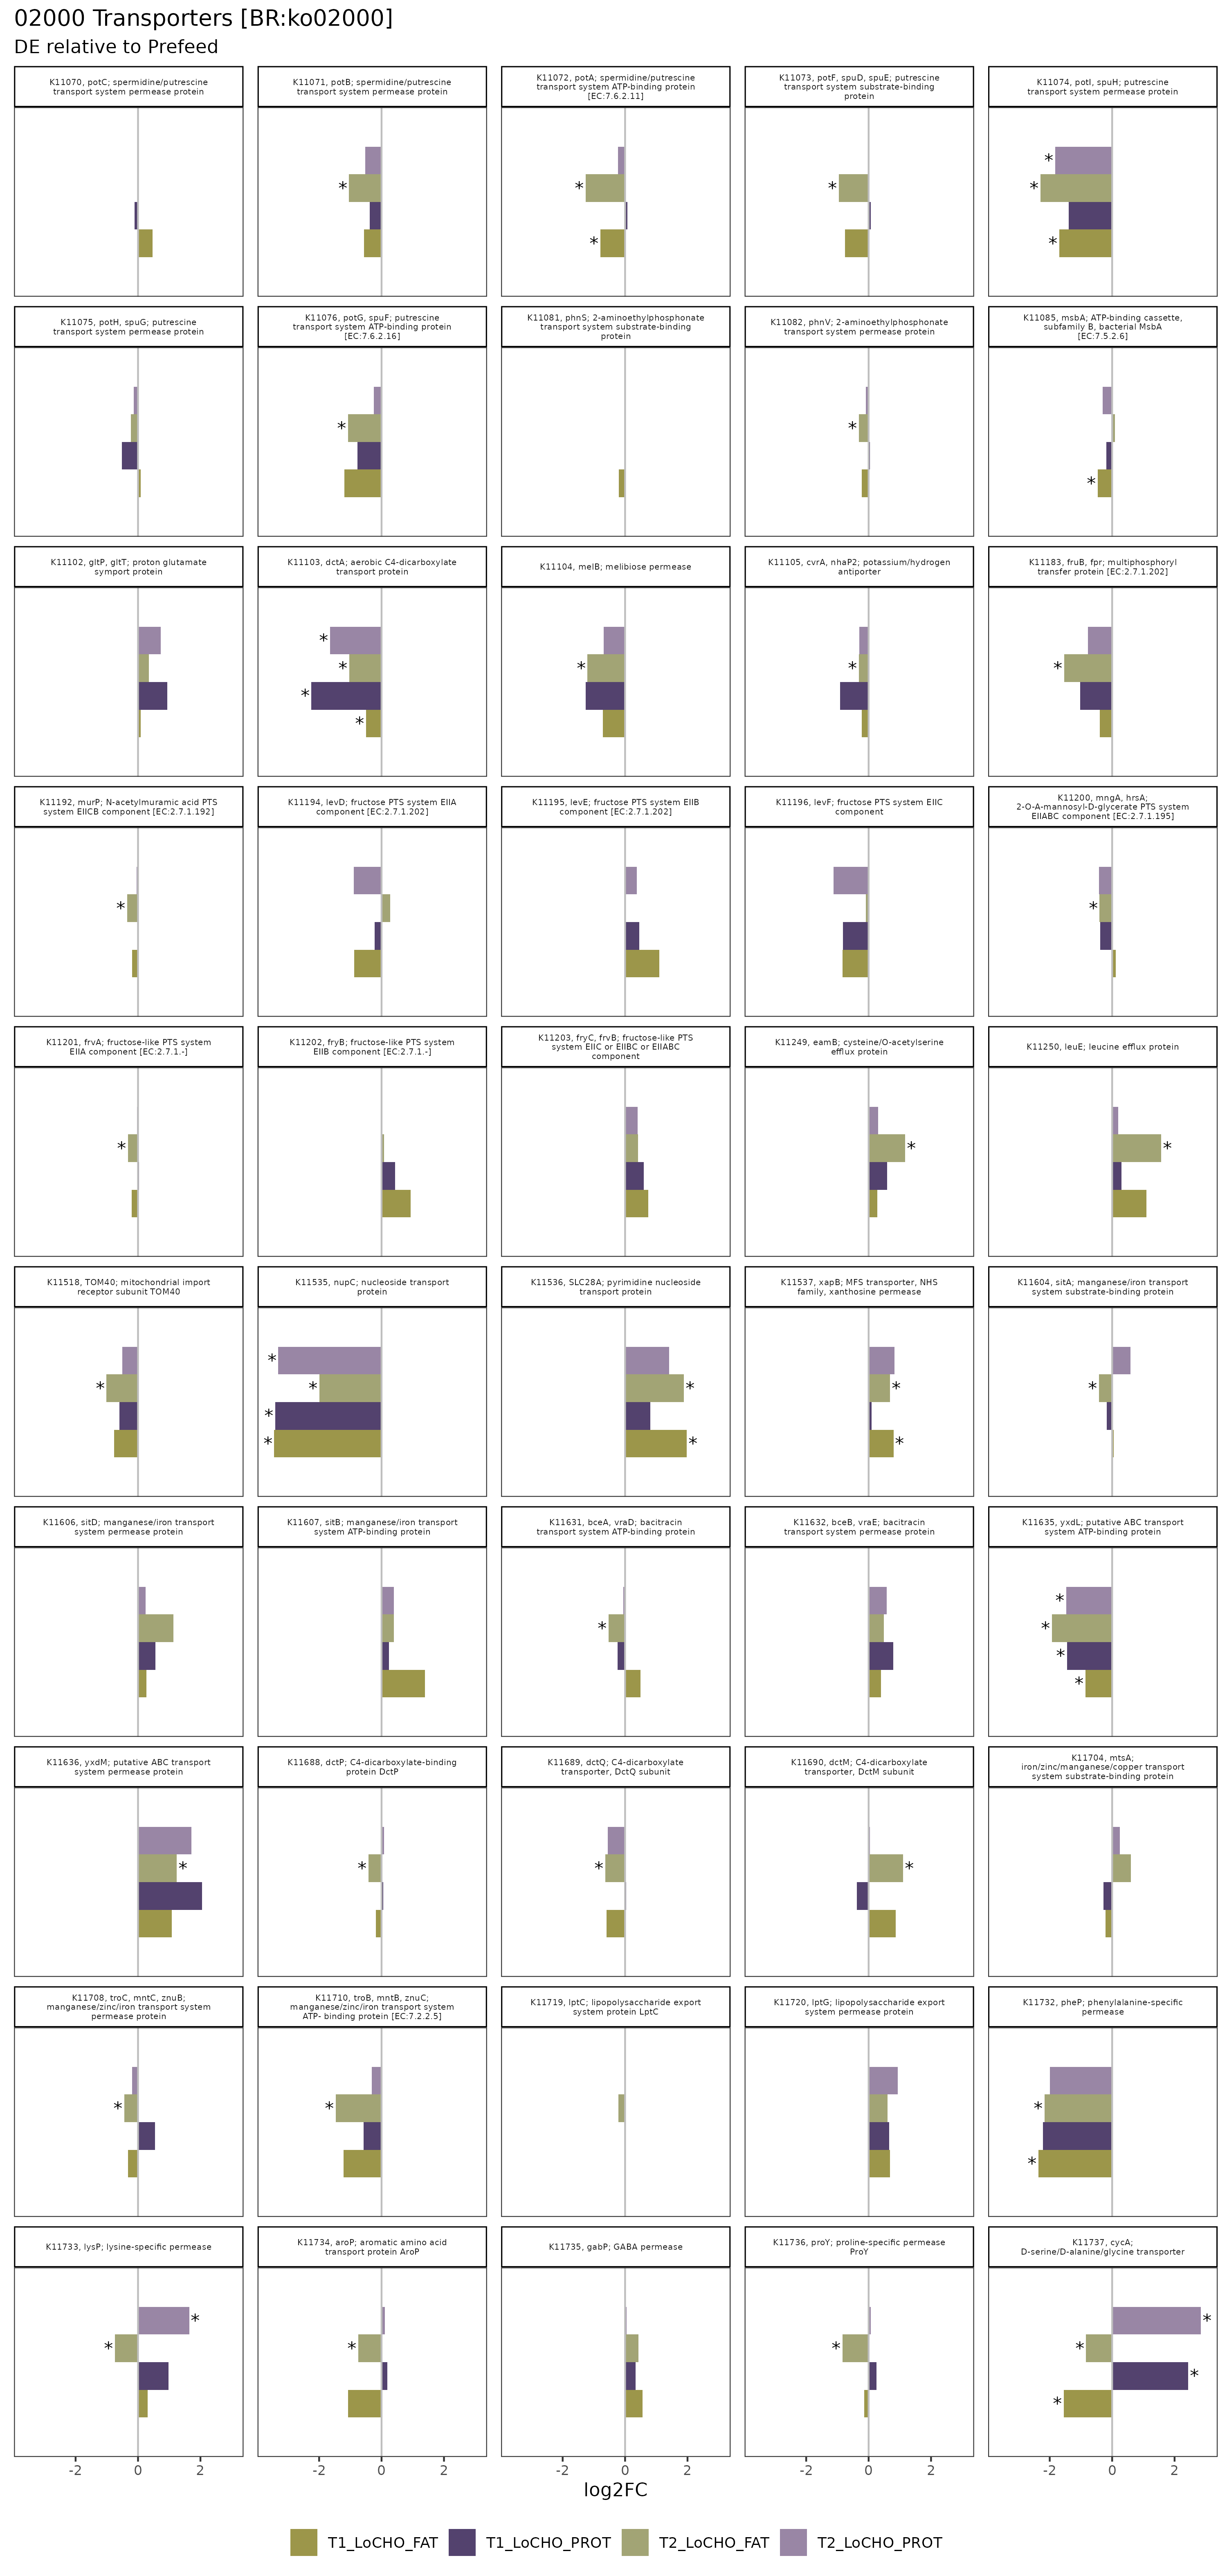 02000 Transporters [BR:ko02000]
DE relative to Prefeed
K11070, potC; spermidine/putrescine
transport system permease protein
K11071, potB; spermidine/putrescine
transport system permease protein
K11072, potA; spermidine/putrescine
transport system ATP-binding protein
[EC:7.6.2.11]
K11073, potF, spuD, spuE; putrescine
transport system substrate-binding
protein
K11074, potI, spuH; putrescine
transport system permease protein
*
*
*
*
*
*
*
*
K11075, potH, spuG; putrescine
transport system permease protein
K11076, potG, spuF; putrescine
transport system ATP-binding protein
[EC:7.6.2.16]
K11081, phnS; 2-aminoethylphosphonate
transport system substrate-binding
protein
K11082, phnV; 2-aminoethylphosphonate
transport system permease protein
K11085, msbA; ATP-binding cassette,
subfamily B, bacterial MsbA
[EC:7.5.2.6]
*
*
*
K11102, gltP, gltT; proton glutamate
symport protein
K11103, dctA; aerobic C4-dicarboxylate
transport protein
K11104, melB; melibiose permease
K11105, cvrA, nhaP2; potassium/hydrogen
antiporter
K11183, fruB, fpr; multiphosphoryl
transfer protein [EC:2.7.1.202]
*
*
*
*
*
*
*
K11192, murP; N-acetylmuramic acid PTS
system EIICB component [EC:2.7.1.192]
K11194, levD; fructose PTS system EIIA
component [EC:2.7.1.202]
K11195, levE; fructose PTS system EIIB
component [EC:2.7.1.202]
K11196, levF; fructose PTS system EIIC
component
K11200, mngA, hrsA;
2-O-A-mannosyl-D-glycerate PTS system
EIIABC component [EC:2.7.1.195]
*
*
K11201, frvA; fructose-like PTS system
EIIA component [EC:2.7.1.-]
K11202, fryB; fructose-like PTS system
EIIB component [EC:2.7.1.-]
K11203, fryC, frvB; fructose-like PTS
system EIIC or EIIBC or EIIABC
component
K11249, eamB; cysteine/O-acetylserine
efflux protein
K11250, leuE; leucine efflux protein
*
*
*
K11518, TOM40; mitochondrial import
receptor subunit TOM40
K11535, nupC; nucleoside transport
protein
K11536, SLC28A; pyrimidine nucleoside
transport protein
K11537, xapB; MFS transporter, NHS
family, xanthosine permease
K11604, sitA; manganese/iron transport
system substrate-binding protein
*
*
*
*
*
*
*
*
*
*
K11606, sitD; manganese/iron transport
system permease protein
K11607, sitB; manganese/iron transport
system ATP-binding protein
K11631, bceA, vraD; bacitracin
transport system ATP-binding protein
K11632, bceB, vraE; bacitracin
transport system permease protein
K11635, yxdL; putative ABC transport
system ATP-binding protein
*
*
*
*
*
K11636, yxdM; putative ABC transport
system permease protein
K11688, dctP; C4-dicarboxylate-binding
protein DctP
K11689, dctQ; C4-dicarboxylate
transporter, DctQ subunit
K11690, dctM; C4-dicarboxylate
transporter, DctM subunit
K11704, mtsA;
iron/zinc/manganese/copper transport
system substrate-binding protein
*
*
*
*
K11708, troC, mntC, znuB;
manganese/zinc/iron transport system
permease protein
K11710, troB, mntB, znuC;
manganese/zinc/iron transport system
ATP- binding protein [EC:7.2.2.5]
K11719, lptC; lipopolysaccharide export
system protein LptC
K11720, lptG; lipopolysaccharide export
system permease protein
K11732, pheP; phenylalanine-specific
permease
*
*
*
*
K11733, lysP; lysine-specific permease
K11734, aroP; aromatic amino acid
transport protein AroP
K11735, gabP; GABA permease
K11736, proY; proline-specific permease
ProY
K11737, cycA;
D-serine/D-alanine/glycine transporter
*
*
*
*
*
*
*
*
-2 0 2 -2 0 2 -2 0 2 -2 0 2 -2 0 2
log2FC
T1_LoCHO_FAT T1_LoCHO_PROT T2_LoCHO_FAT T2_LoCHO_PROT